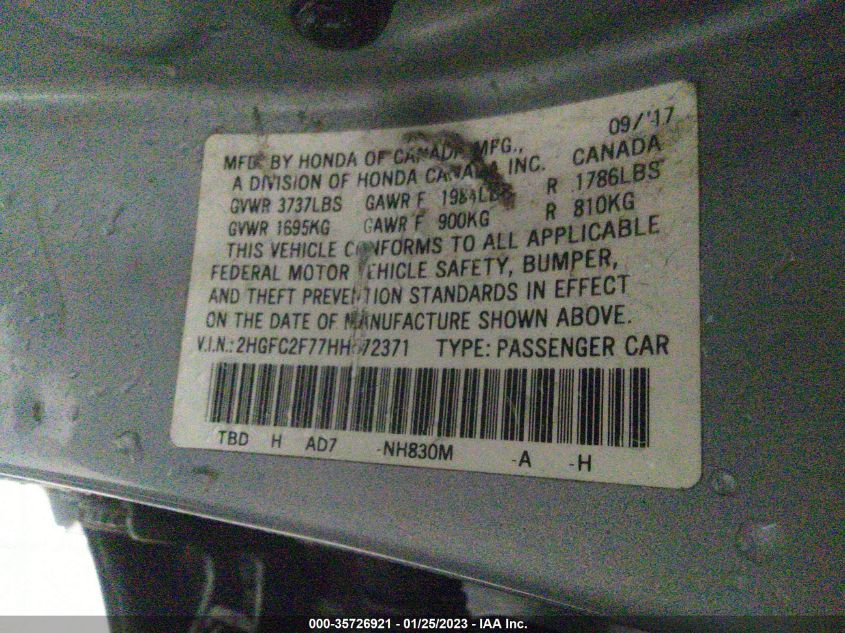 09/'17
MFD. BY HONDA OF CANADA MFG.,
A DIVISION OF HONDA CANADA INC. CANADA
GVWR 3737LBS GAWR F 1984LBS R 1786LBS
GVWR 1695KG GAWR F 900KG R 810KG
THIS VEHICLE CONFORMS TO ALL APPLICABLE
FEDERAL MOTOR VEHICLE SAFETY, BUMPER,
AND THEFT PREVENTION STANDARDS IN EFFECT
ON THE DATE OF MANUFACTURE SHOWN ABOVE.
V.I.N.: TYPE: PASSENGER CAR
TBD H AD7 -NH830M -A -H
000-35726921 - 01/25/2023 - IAA Inc.